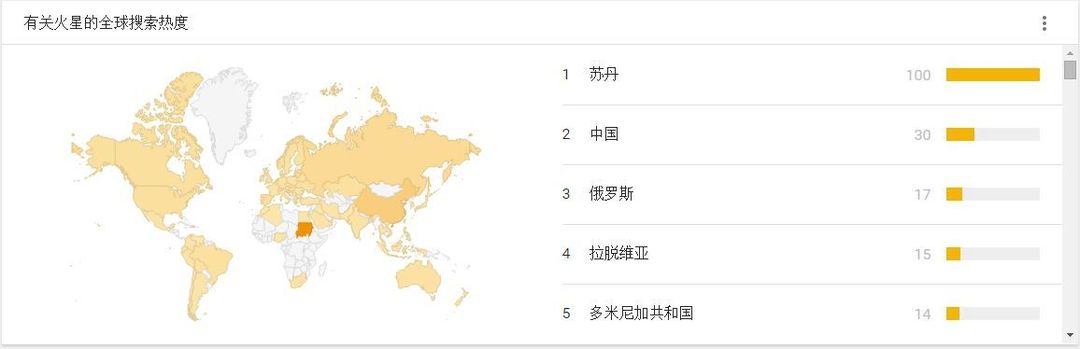 有关火星的全球搜索热度
1 苏丹 100
2 中国 30
3 俄罗斯 17
4 拉脱维亚 15
5 多米尼加共和国 14